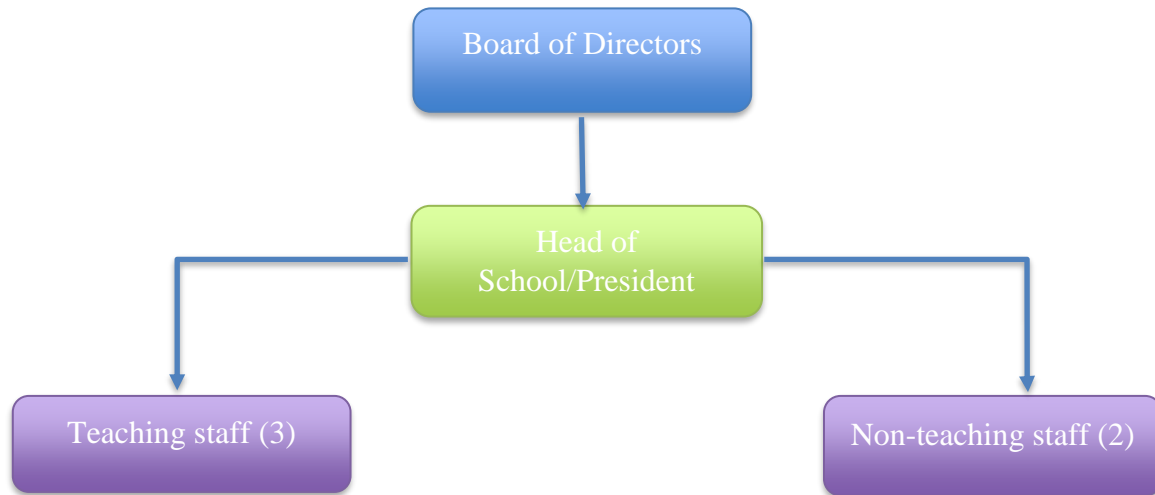 Board of Directors
Head of
School/President
Teaching staff (3)
Non-teaching staff (2)